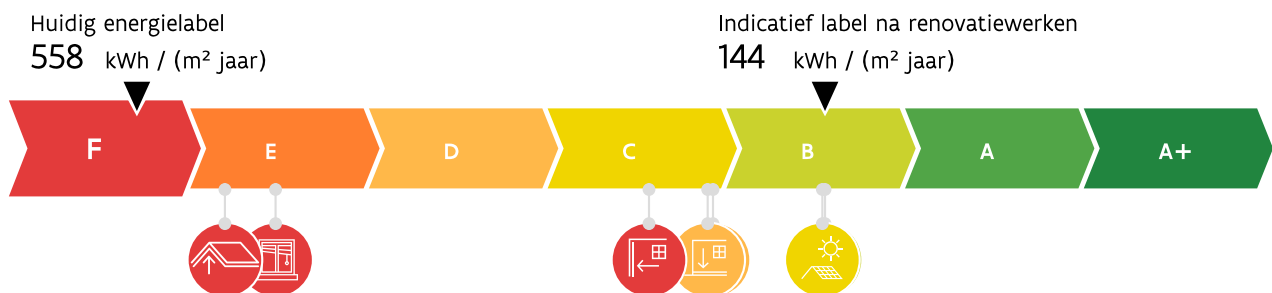 Huidig energielabel
558 kWh / (m² jaar)
Indicatief label na renovatiewerken
144 kWh / (m² jaar)
F E D C B A A+